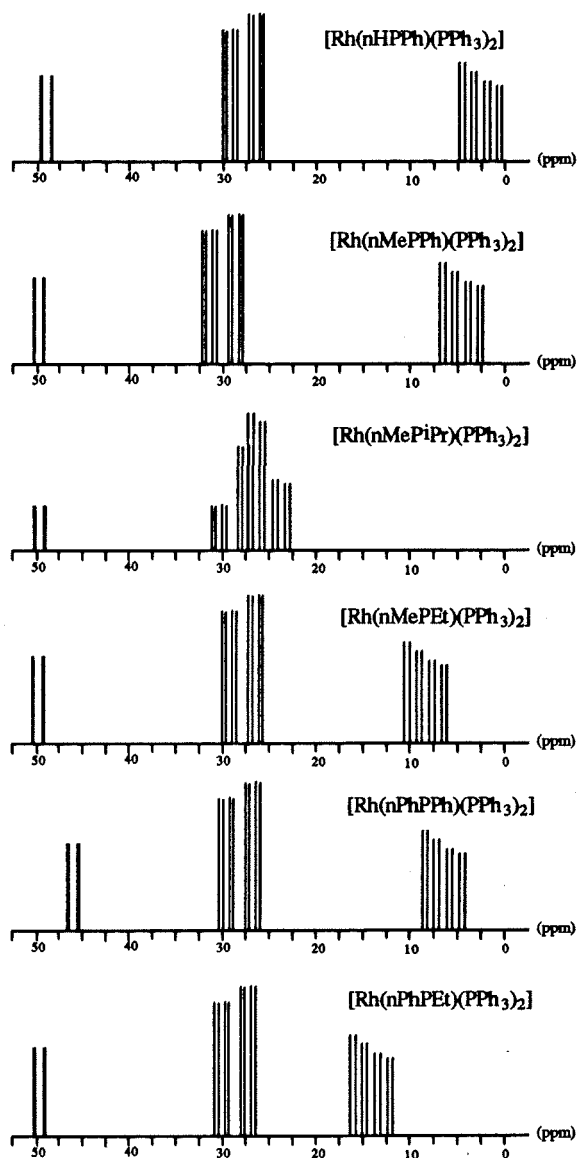 [Rh(nHPPh)(PPh3)2]
50 40 30 20 10 0 (ppm)
[Rh(nMePPh)(PPh3)2]
50 40 30 20 10 0 (ppm)
[Rh(nMePiPr)(PPh3)2]
50 40 30 20 10 0 (ppm)
[Rh(nMePEt)(PPh3)2]
50 40 30 20 10 0 (ppm)
[Rh(nPhPPh)(PPh3)2]
50 40 30 20 10 0 (ppm)
[Rh(nPhPEt)(PPh3)2]
50 40 30 20 10 0 (ppm)